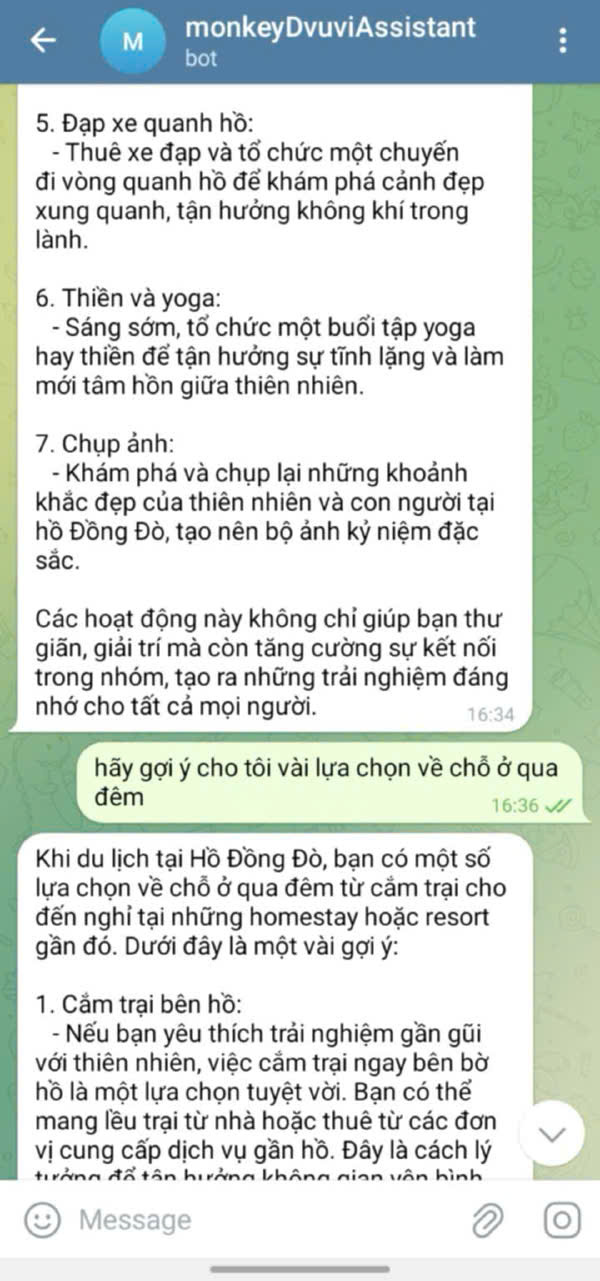 M
monkeyDvuviAssistant
bot
5. Đạp xe quanh hồ:
- Thuê xe đạp và tổ chức một chuyến
đi vòng quanh hồ để khám phá cảnh đẹp
xung quanh, tận hưởng không khí trong
lành.
6. Thiền và yoga:
- Sáng sớm, tổ chức một buổi tập yoga
hay thiền để tận hưởng sự tĩnh lặng và làm
mới tâm hồn giữa thiên nhiên.
7. Chụp ảnh:
- Khám phá và chụp lại những khoảnh
khắc đẹp của thiên nhiên và con người tại
hồ Đồng Đò, tạo nên bộ ảnh kỷ niệm đặc
sắc.
Các hoạt động này không chỉ giúp bạn thư
giãn, giải trí mà còn tăng cường sự kết nối
trong nhóm, tạo ra những trải nghiệm đáng
nhớ cho tất cả mọi người.
16:34
hãy gợi ý cho tôi vài lựa chọn về chỗ ở qua
đêm
16:36
Khi du lịch tại Hồ Đồng Đò, bạn có một số
lựa chọn về chỗ ở qua đêm từ cắm trại cho
đến nghỉ tại những homestay hoặc resort
gần đó. Dưới đây là một vài gợi ý:
1. Cắm trại bên hồ:
- Nếu bạn yêu thích trải nghiệm gần gũi
với thiên nhiên, việc cắm trại ngay bên bờ
hồ là một lựa chọn tuyệt vời. Bạn có thể
mang lều trại từ nhà hoặc thuê từ các đơn
vị cung cấp dịch vụ gần hồ. Đây là cách lý
tưởng để tận hưởng không gian yên bình
Message